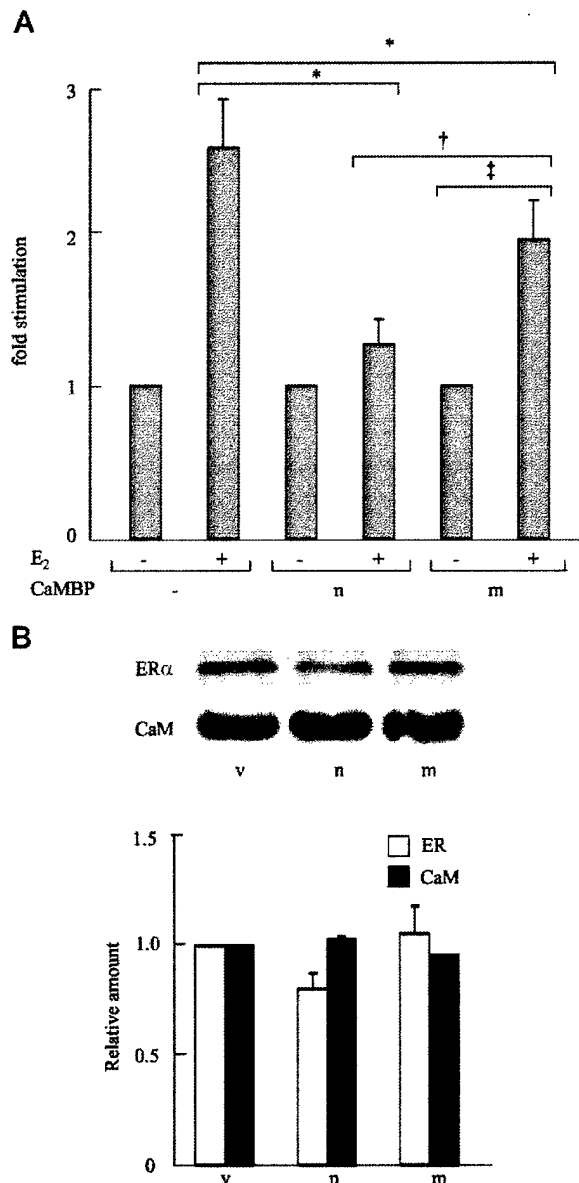 A
*
*
†
‡
3
2
1
0
fold stimulation
E₂ - + - + - +
CaMBP - n m
B
ERα
CaM
v n m
ER
CaM
1.5
1.0
0.5
0
Relative amount
v n m